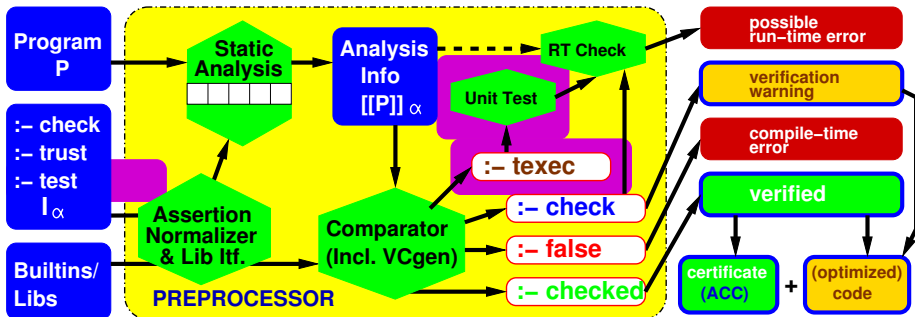 Program
P
:– check
:– trust
:– test
I α
Builtins/
Libs
Static
Analysis
Assertion
Normalizer
& Lib Itf.
PREPROCESSOR
Analysis
Info
[[P]] α
Comparator
(Incl. VCgen)
RT Check
Unit Test
:– texec
:– check
:– false
:– checked
possible
run-time error
verification
warning
compile-time
error
verified
certificate
(ACC)
+
(optimized)
code